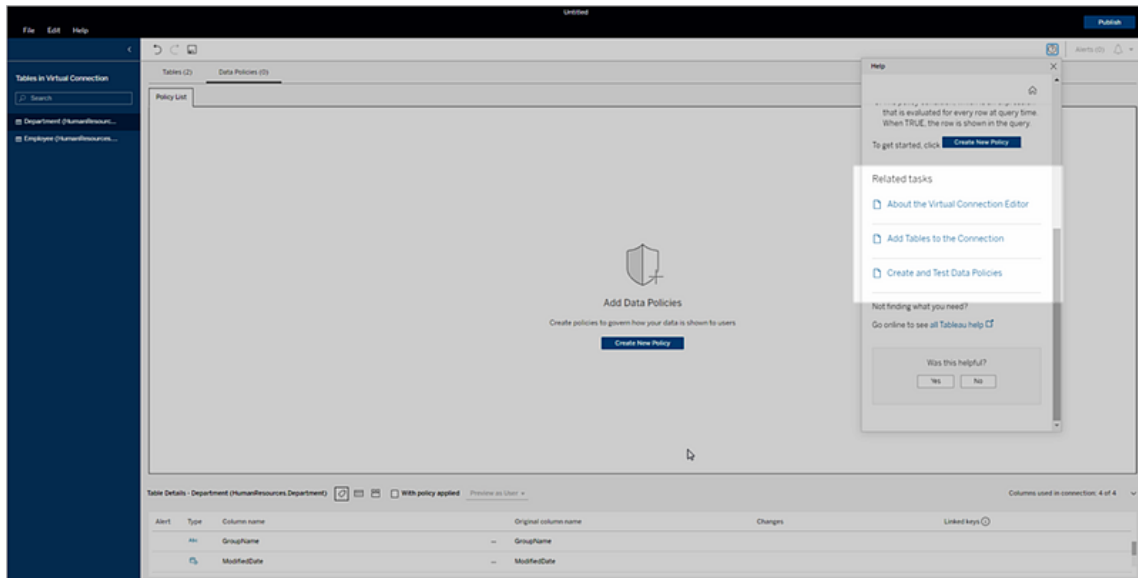 Untitled
File Edit Help
Publish
Alerts (0)
Tables in Virtual Connection
Search
Department (HumanResourc...
Employee (HumanResources....
Tables (2) Data Policies (0)
Policy List
Add Data Policies
Create policies to govern how your data is shown to users
Create New Policy
Help
that is evaluated for every row at query time.
When TRUE, the row is shown in the query.
To get started, click Create New Policy
Related tasks
About the Virtual Connection Editor
Add Tables to the Connection
Create and Test Data Policies
Not finding what you need?
Go online to see all Tableau help
Was this helpful?
Yes No
Table Details - Department (HumanResources.Department) With policy applied Preview as User Columns used in connection: 4 of 4
Alert Type Column name Original column name Changes Linked keys
Abc GroupName ... GroupName
ModifiedDate ... ModifiedDate